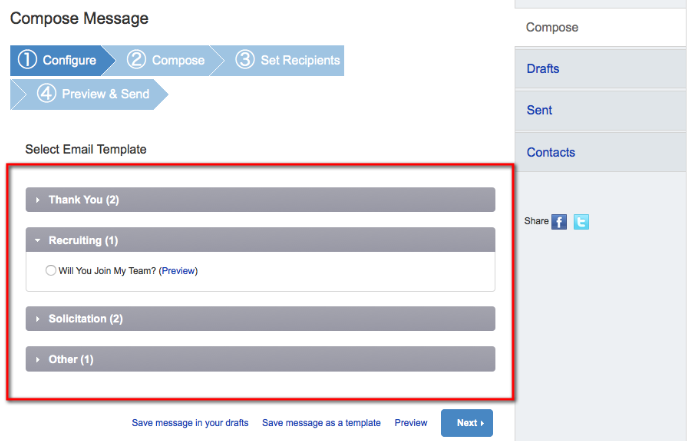 Compose Message
① Configure
② Compose
③ Set Recipients
④ Preview & Send
Select Email Template
Thank You (2)
Recruiting (1)
Will You Join My Team? (Preview)
Solicitation (2)
Other (1)
Save message in your drafts
Save message as a template
Preview
Next
Compose
Drafts
Sent
Contacts
Share f t